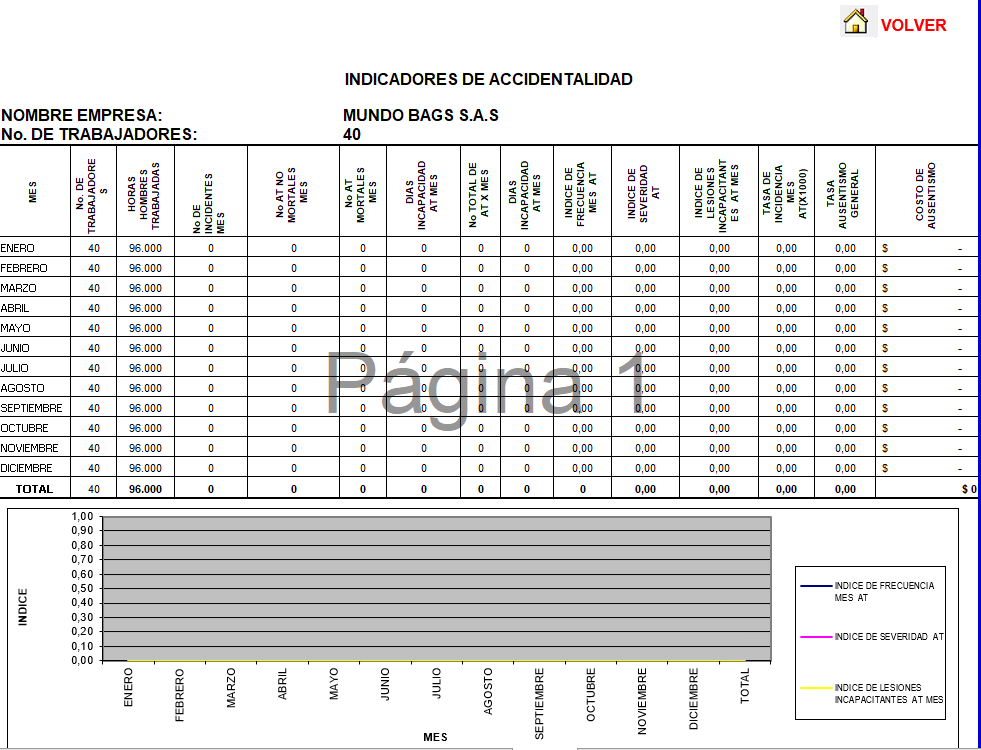 VOLVER
INDICADORES DE ACCIDENTALIDAD
NOMBRE EMPRESA: MUNDO BAGS S.A.S
No. DE TRABAJADORES: 40
MES
No. DE
TRABAJADORE
S
HORAS
HOMBRES
TRABAJADAS
No DE
INCIDENTES
MES
No AT NO
MORTALES
MES
No AT
MORTALES
MES
DIAS
INCAPACIDAD
AT MES
No TOTAL DE
AT X MES
DIAS
INCAPACIDAD
AT MES
INDICE DE
FRECUENCIA
MES AT
INDICE DE
SEVERIDAD
AT
INDICE DE
LESIONES
INCAPACITANT
ES AT MES
TASA DE
INCIDENCIA
MES
AT(X1000)
TASA
AUSENTISMO
GENERAL
COSTO DE
AUSENTISMO
ENERO 40 96.000 0 0 0 0 0 0 0,00 0,00 0,00 0,00 0,00 $ -
FEBRERO 40 96.000 0 0 0 0 0 0 0,00 0,00 0,00 0,00 0,00 $ -
MARZO 40 96.000 0 0 0 0 0 0 0,00 0,00 0,00 0,00 0,00 $ -
ABRIL 40 96.000 0 0 0 0 0 0 0,00 0,00 0,00 0,00 0,00 $ -
MAYO 40 96.000 0 0 0 0 0 0 0,00 0,00 0,00 0,00 0,00 $ -
JUNIO 40 96.000 0 0 0 0 0 0 0,00 0,00 0,00 0,00 0,00 $ -
JULIO 40 96.000 0 0 0 0 0 0 0,00 0,00 0,00 0,00 0,00 $ -
AGOSTO 40 96.000 0 0 0 0 0 0 0,00 0,00 0,00 0,00 0,00 $ -
SEPTIEMBRE 40 96.000 0 0 0 0 0 0 0,00 0,00 0,00 0,00 0,00 $ -
OCTUBRE 40 96.000 0 0 0 0 0 0 0,00 0,00 0,00 0,00 0,00 $ -
NOVIEMBRE 40 96.000 0 0 0 0 0 0 0,00 0,00 0,00 0,00 0,00 $ -
DICIEMBRE 40 96.000 0 0 0 0 0 0 0,00 0,00 0,00 0,00 0,00 $ -
TOTAL 40 96.000 0 0 0 0 0 0 0 0,00 0,00 0,00 0,00 $ 0
Página 1
1,00
0,90
0,80
0,70
0,60
0,50
0,40
0,30
0,20
0,10
0,00
INDICE
ENERO
FEBRERO
MARZO
ABRIL
MAYO
JUNIO
JULIO
AGOSTO
SEPTIEMBRE
OCTUBRE
NOVIEMBRE
DICIEMBRE
TOTAL
MES
INDICE DE FRECUENCIA
MES AT
INDICE DE SEVERIDAD AT
INDICE DE LESIONES
INCAPACITANTES AT MES